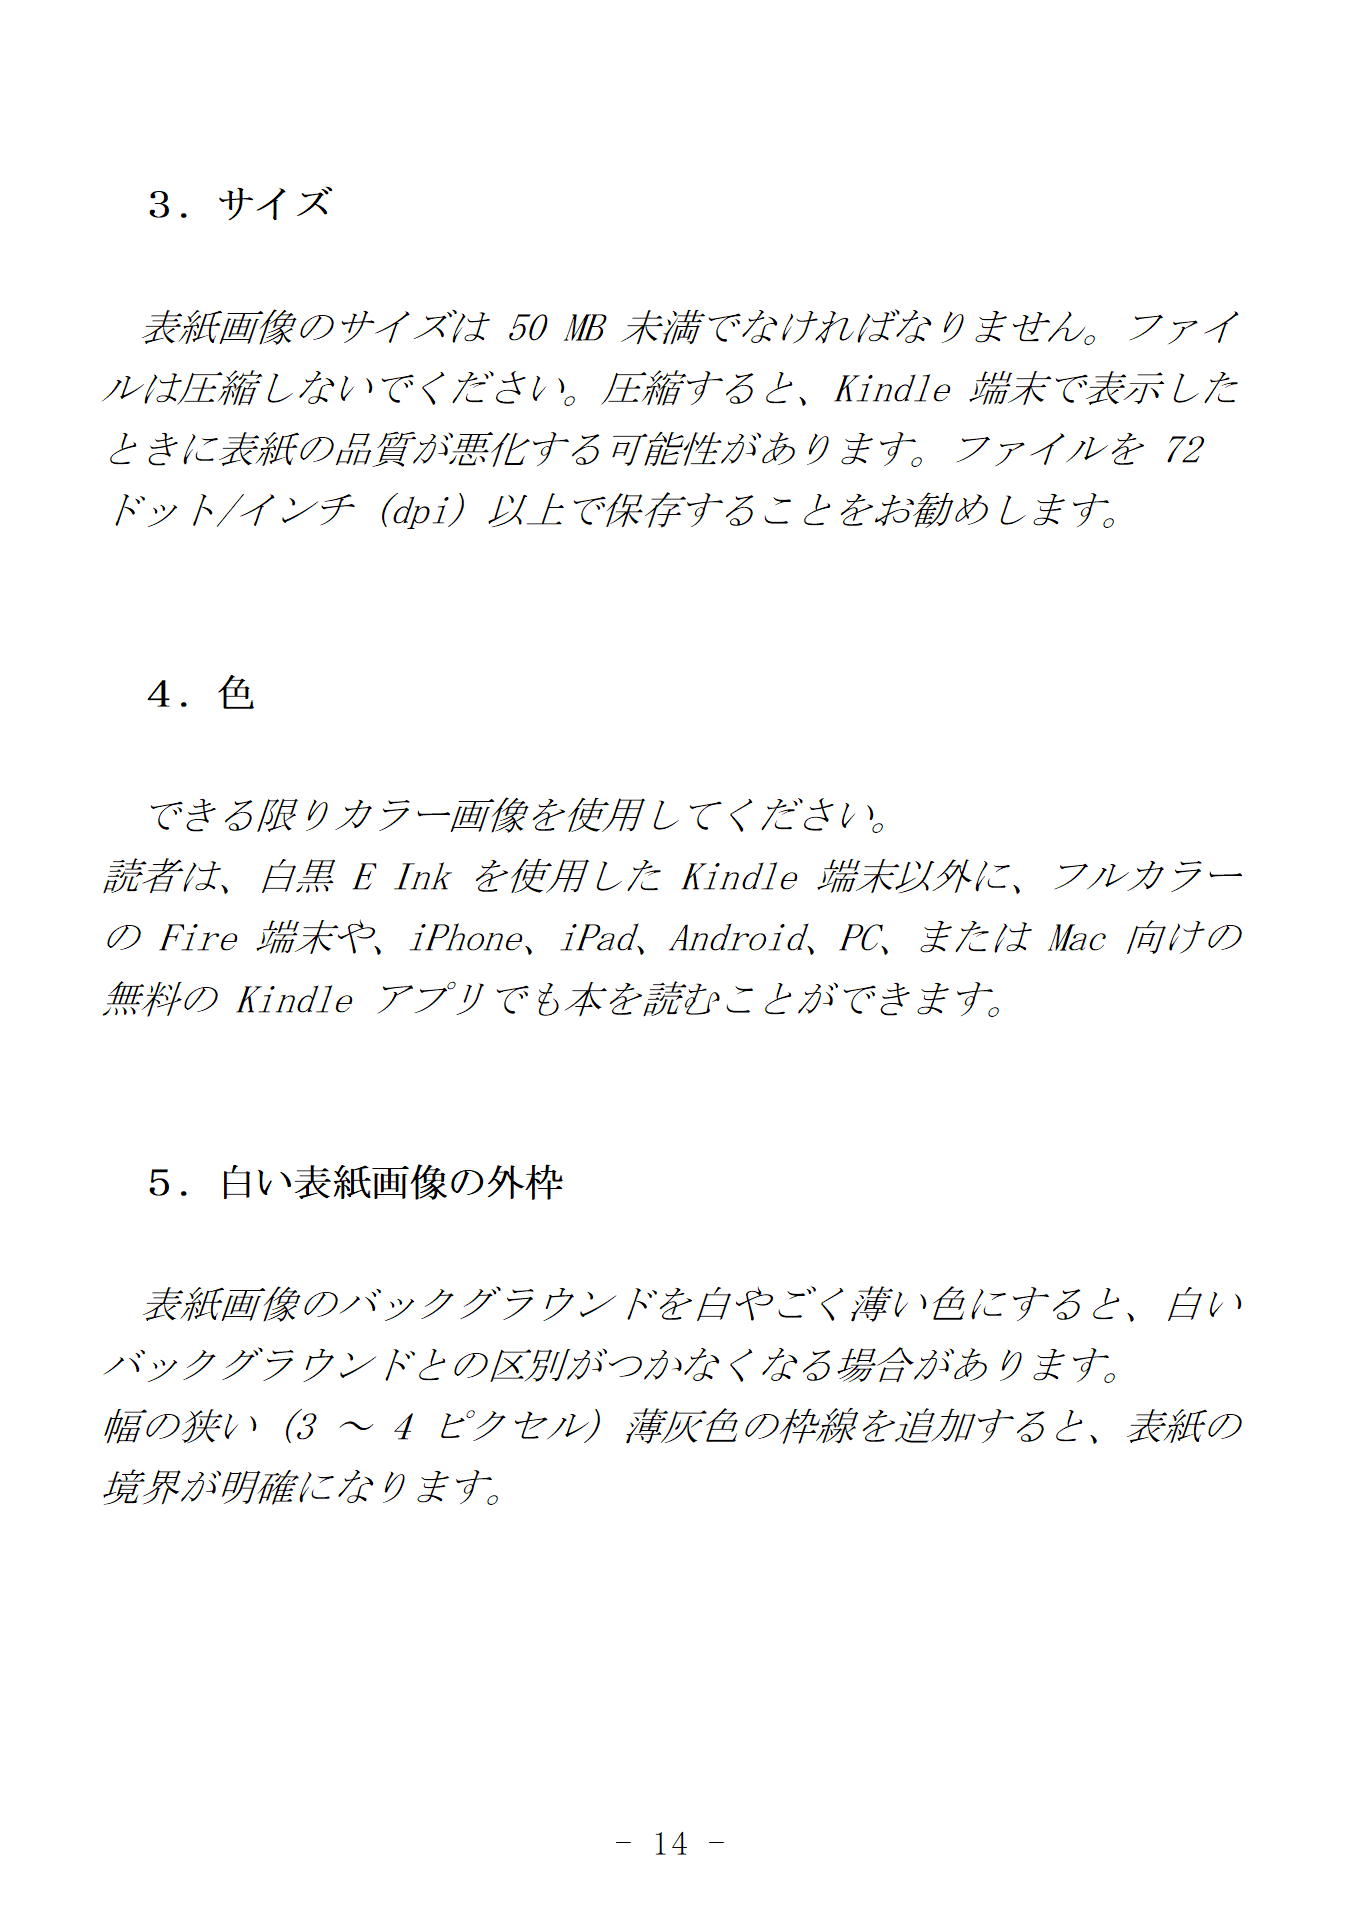 ３．サイズ
表紙画像のサイズは 50 MB 未満でなければなりません。ファイ
ルは圧縮しないでください。圧縮すると、Kindle 端末で表示した
ときに表紙の品質が悪化する可能性があります。ファイルを 72
ドット/インチ（dpi）以上で保存することをお勧めします。
４．色
できる限りカラー画像を使用してください。
読者は、白黒 E Ink を使用した Kindle 端末以外に、フルカラー
の Fire 端末や、iPhone、iPad、Android、PC、または Mac 向けの
無料の Kindle アプリでも本を読むことができます。
５．白い表紙画像の外枠
表紙画像のバックグラウンドを白やごく薄い色にすると、白い
バックグラウンドとの区別がつかなくなる場合があります。
幅の狭い（3 ～ 4 ピクセル）薄灰色の枠線を追加すると、表紙の
境界が明確になります。
- 14 -